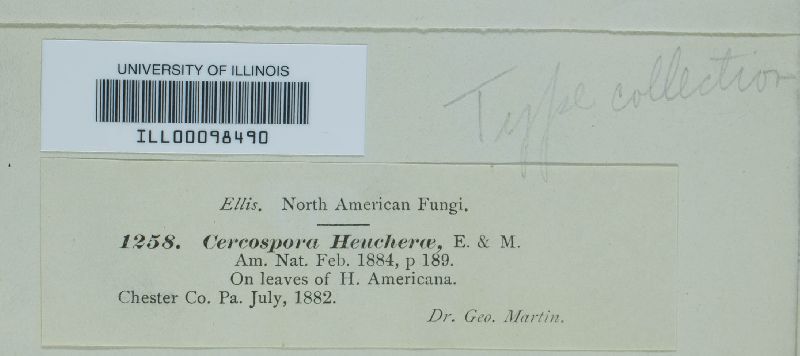 UNIVERSITY OF ILLINOIS
ILL00098490
Type collection
Ellis. North American Fungi.
1258. Cercospora Heucheræ, E. & M.
Am. Nat. Feb. 1884, p 189.
On leaves of H. Americana.
Chester Co. Pa. July, 1882.
Dr. Geo. Martin.